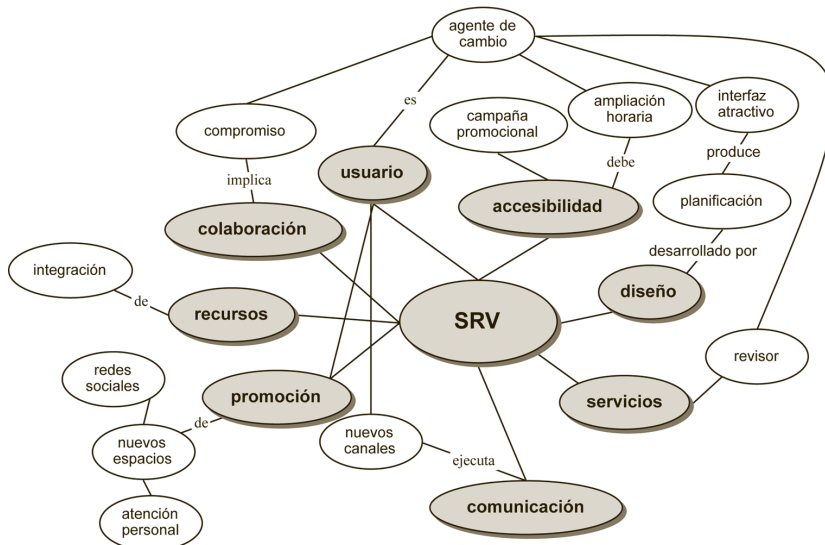 agente de
cambio
es
compromiso
campaña
promocional
ampliación
horaria
interfaz
atractivo
debe
produce
usuario
implica
colaboración
accesibilidad
planificación
desarrollado por
integración
de
recursos
SRV
diseño
redes
sociales
promoción
revisor
de
servicios
nuevos
espacios
nuevos
canales
ejecuta
atención
personal
comunicación